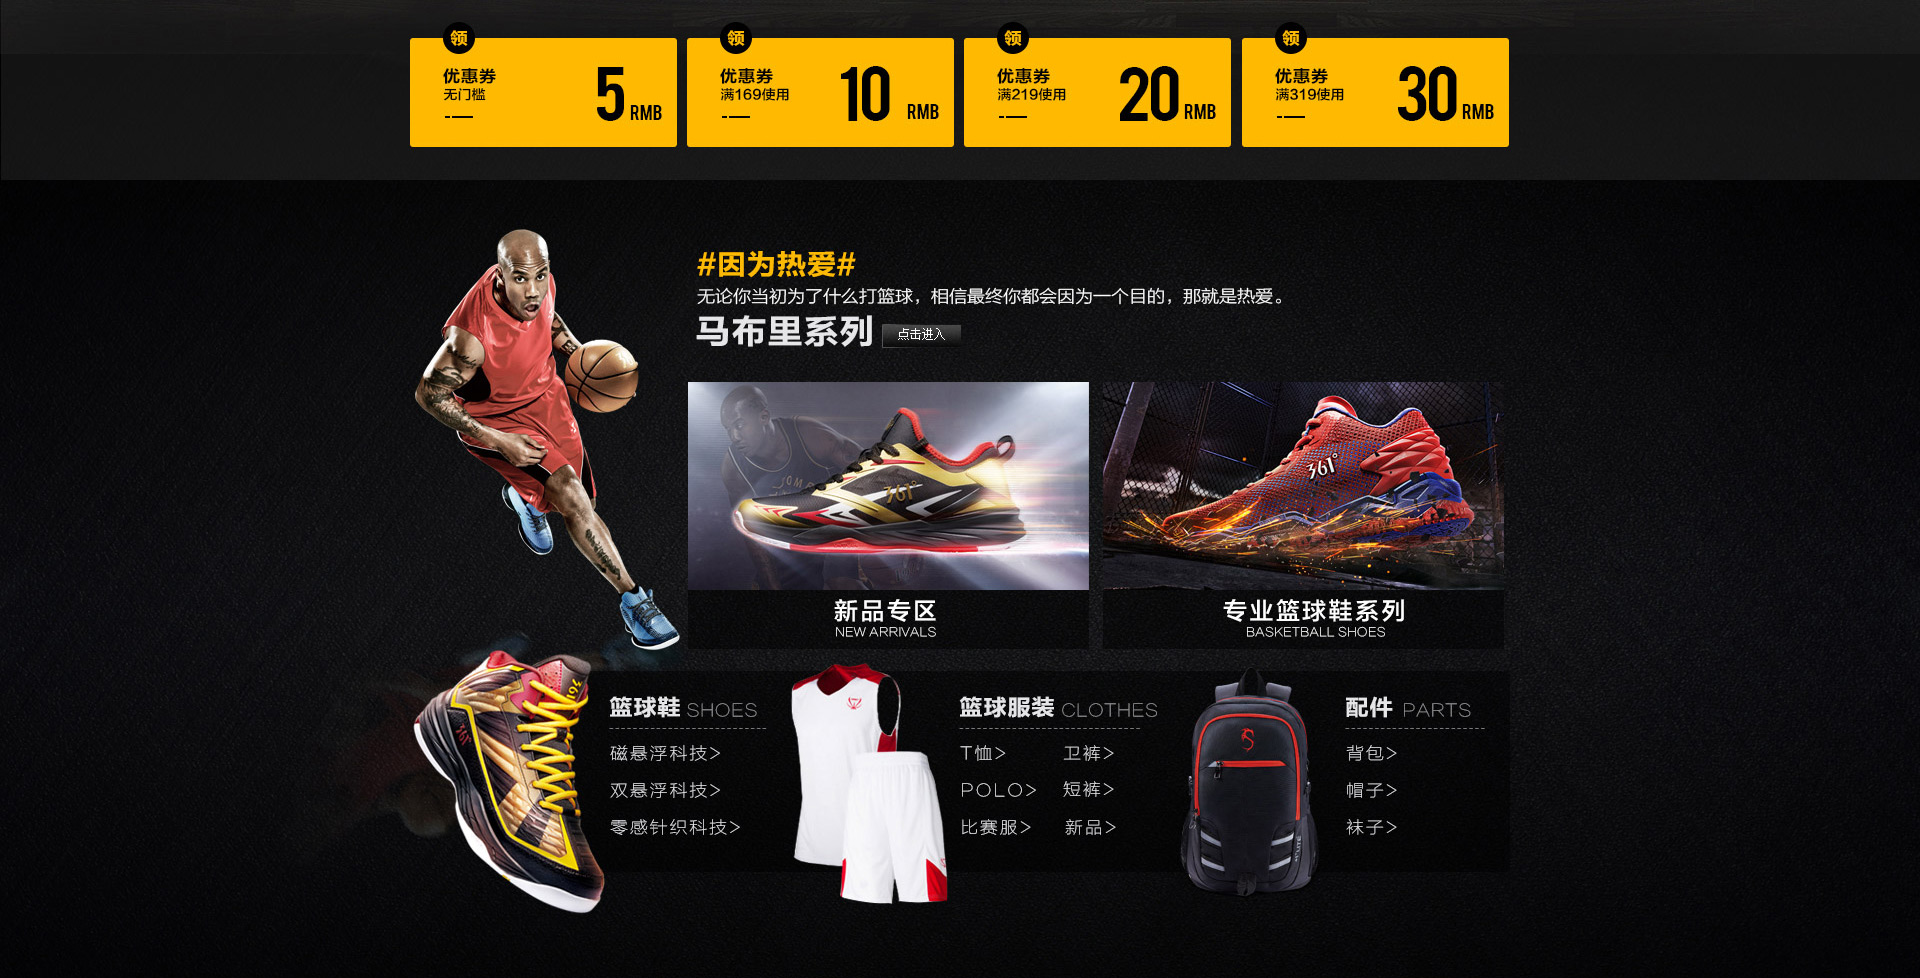 领
优惠券
无门槛
5 RMB
领
优惠券
满169使用
10 RMB
领
优惠券
满219使用
20 RMB
领
优惠券
满319使用
30 RMB
#因为热爱#
无论你当初为了什么打篮球，相信最终你都会因为一个目的，那就是热爱。
马布里系列 点击进入
361°
361°
新品专区
NEW ARRIVALS
专业篮球鞋系列
BASKETBALL SHOES
361°
篮球鞋 SHOES
磁悬浮科技>
双悬浮科技>
零感针织科技>
篮球服装 CLOTHES
T恤> 卫裤>
POLO> 短裤>
比赛服> 新品>
配件 PARTS
背包>
帽子>
袜子>